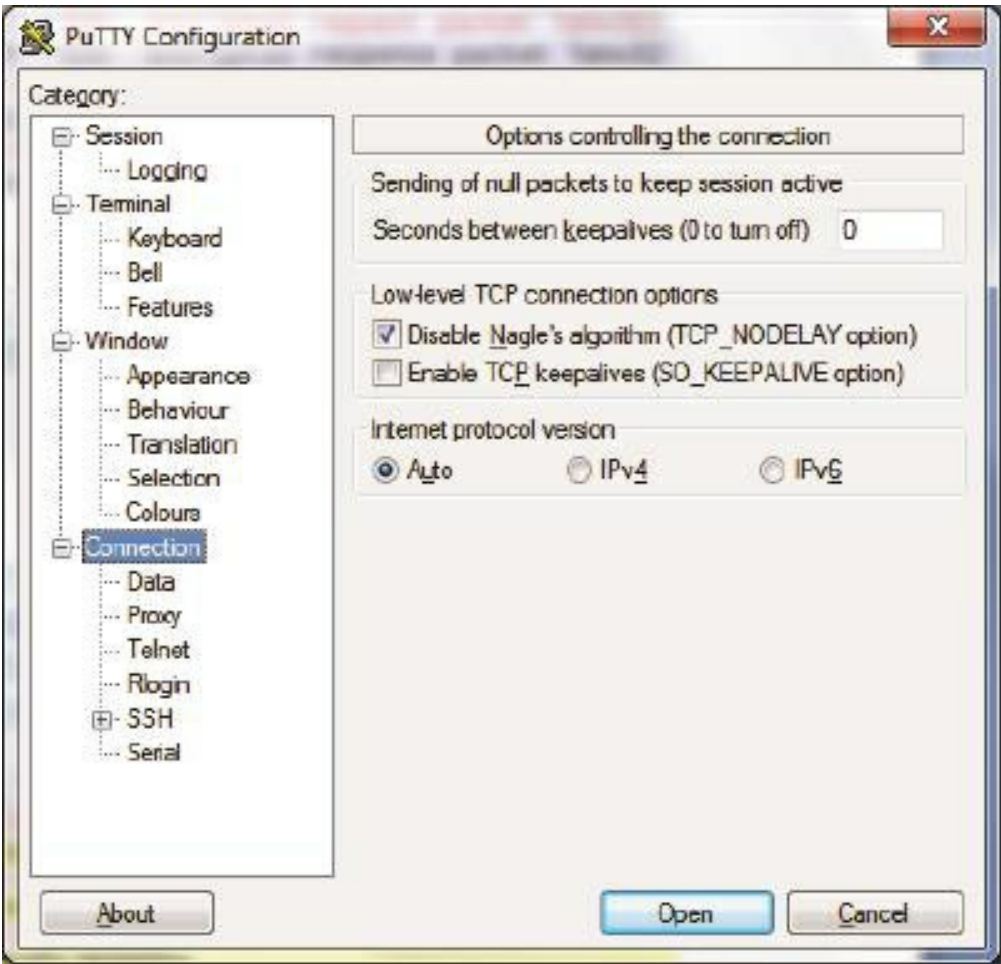 PuTTY Configuration
Category:
Session
Logging
Terminal
Keyboard
Bell
Features
Window
Appearance
Behaviour
Translation
Selection
Colours
Connection
Data
Proxy
Telnet
Rlogin
SSH
Serial
Options controlling the connection
Sending of null packets to keep session active
Seconds between keepalives (0 to turn off) 0
Low-level TCP connection options
Disable Nagle's algorithm (TCP_NODELAY option)
Enable TCP keepalives (SO_KEEPALIVE option)
Internet protocol version
Auto IPv4 IPv6
About Open Cancel